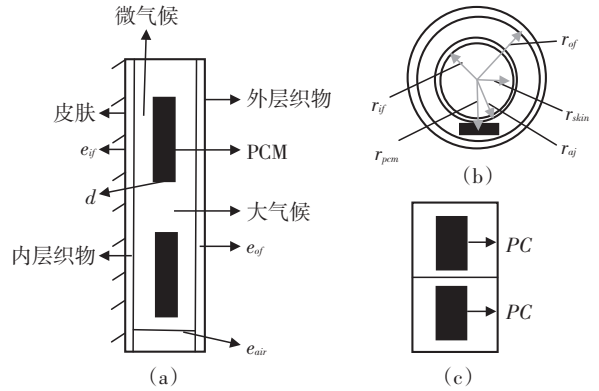 微气候
皮肤
e_if
d
内层织物
外层织物
PCM
大气候
e_of
e_air
(a)
r_of
r_if
r_skin
r_pcm
r_aj
(b)
PC
PC
(c)